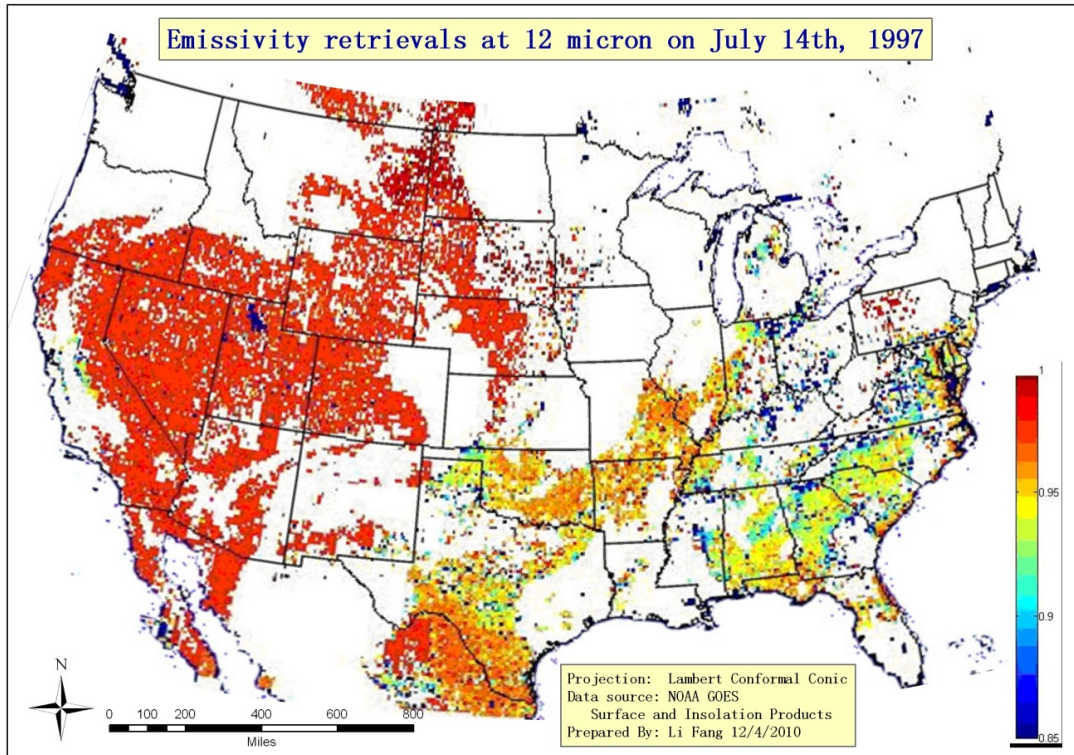 Emissivity retrievals at 12 micron on July 14th, 1997
1
0.95
0.9
0.85
N
0 100 200 400 600 800
Miles
Projection: Lambert Conformal Conic
Data source: NOAA GOES
Surface and Insolation Products
Prepared By: Li Fang 12/4/2010